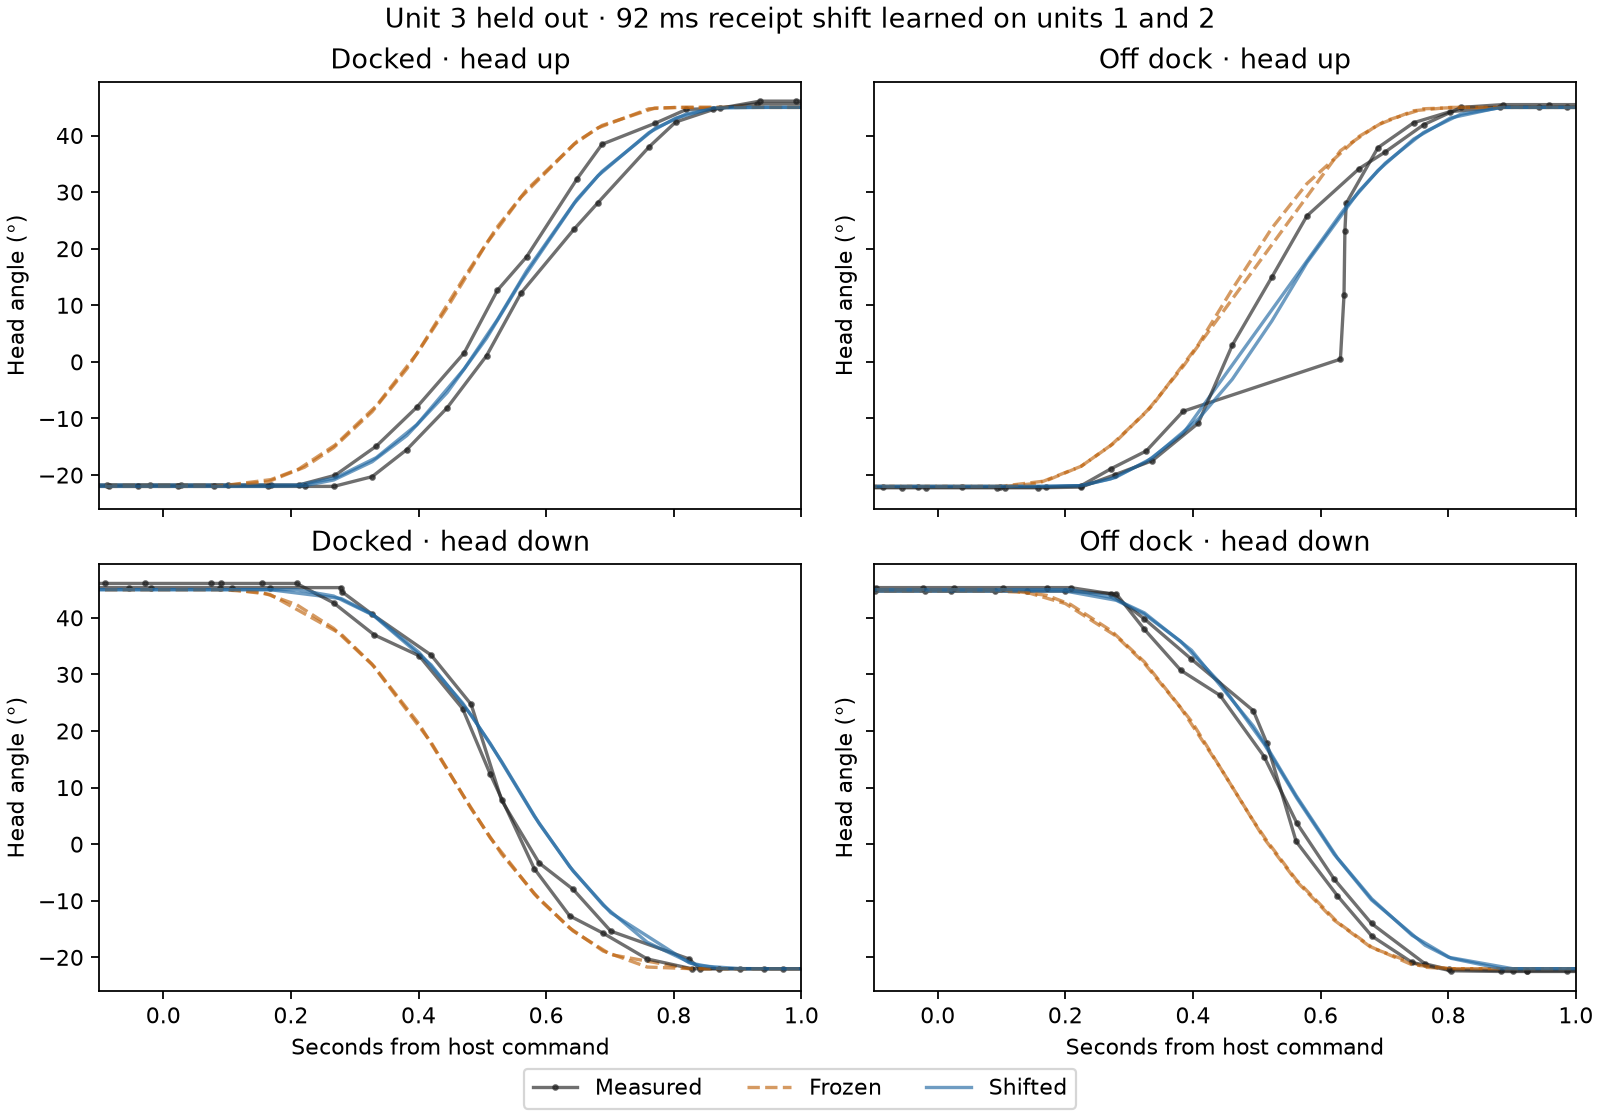 Unit 3 held out · 92 ms receipt shift learned on units 1 and 2
Docked · head up
Off dock · head up
Head angle (°)
40
30
20
10
0
−10
−20
Head angle (°)
Docked · head down
Off dock · head down
Head angle (°)
40
30
20
10
0
−10
−20
Head angle (°)
0.0 0.2 0.4 0.6 0.8 1.0
0.0 0.2 0.4 0.6 0.8 1.0
Seconds from host command
Seconds from host command
Measured Frozen Shifted